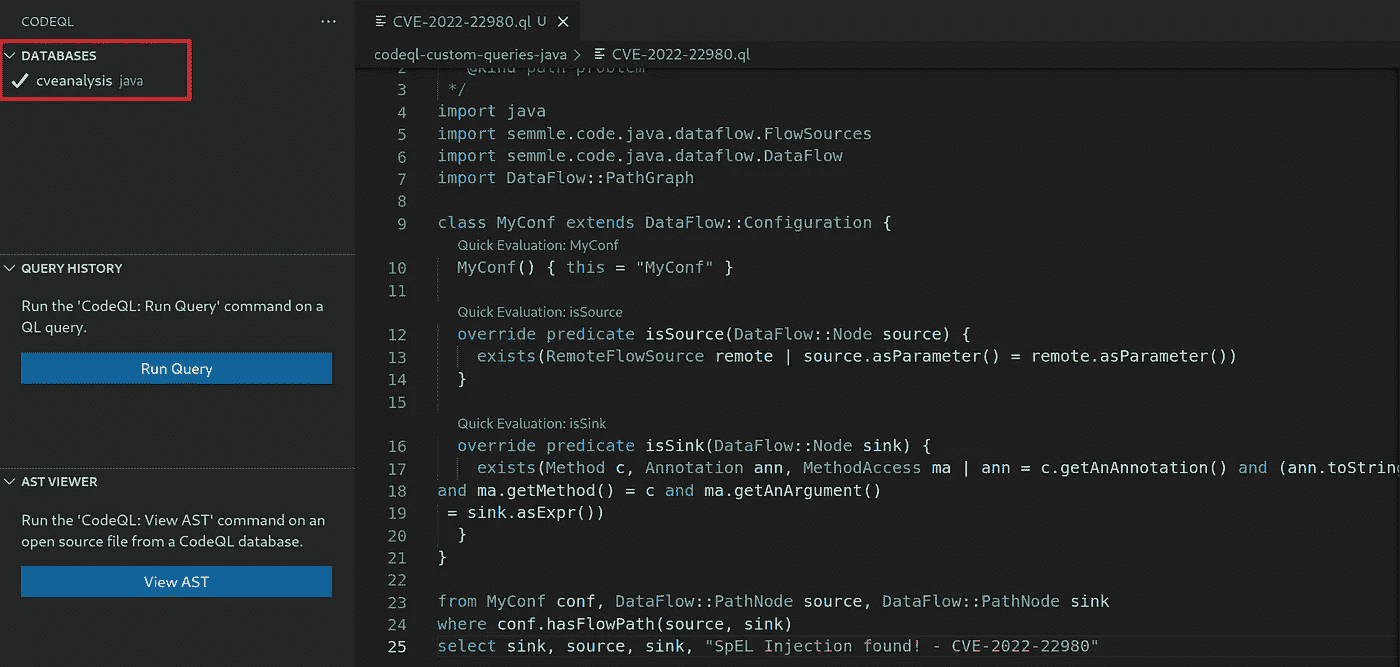 CODEQL
···
DATABASES
cveanalysis java
QUERY HISTORY
Run the 'CodeQL: Run Query' command on a
QL query.
Run Query
AST VIEWER
Run the 'CodeQL: View AST' command on an
open source file from a CodeQL database.
View AST
CVE-2022-22980.ql U
codeql-custom-queries-java > CVE-2022-22980.ql
2 @kind path-problem
3 */
4 import java
5 import semmle.code.java.dataflow.FlowSources
6 import semmle.code.java.dataflow.DataFlow
7 import DataFlow::PathGraph
8
9 class MyConf extends DataFlow::Configuration {
Quick Evaluation: MyConf
10 MyConf() { this = "MyConf" }
11
Quick Evaluation: isSource
12 override predicate isSource(DataFlow::Node source) {
13 exists(RemoteFlowSource remote | source.asParameter() = remote.asParameter())
14 }
15
Quick Evaluation: isSink
16 override predicate isSink(DataFlow::Node sink) {
17 exists(Method c, Annotation ann, MethodAccess ma | ann = c.getAnAnnotation() and (ann.toString
18 and ma.getMethod() = c and ma.getAnArgument()
19 = sink.asExpr())
20 }
21 }
22
23 from MyConf conf, DataFlow::PathNode source, DataFlow::PathNode sink
24 where conf.hasFlowPath(source, sink)
25 select sink, source, sink, "SpEL Injection found! - CVE-2022-22980"